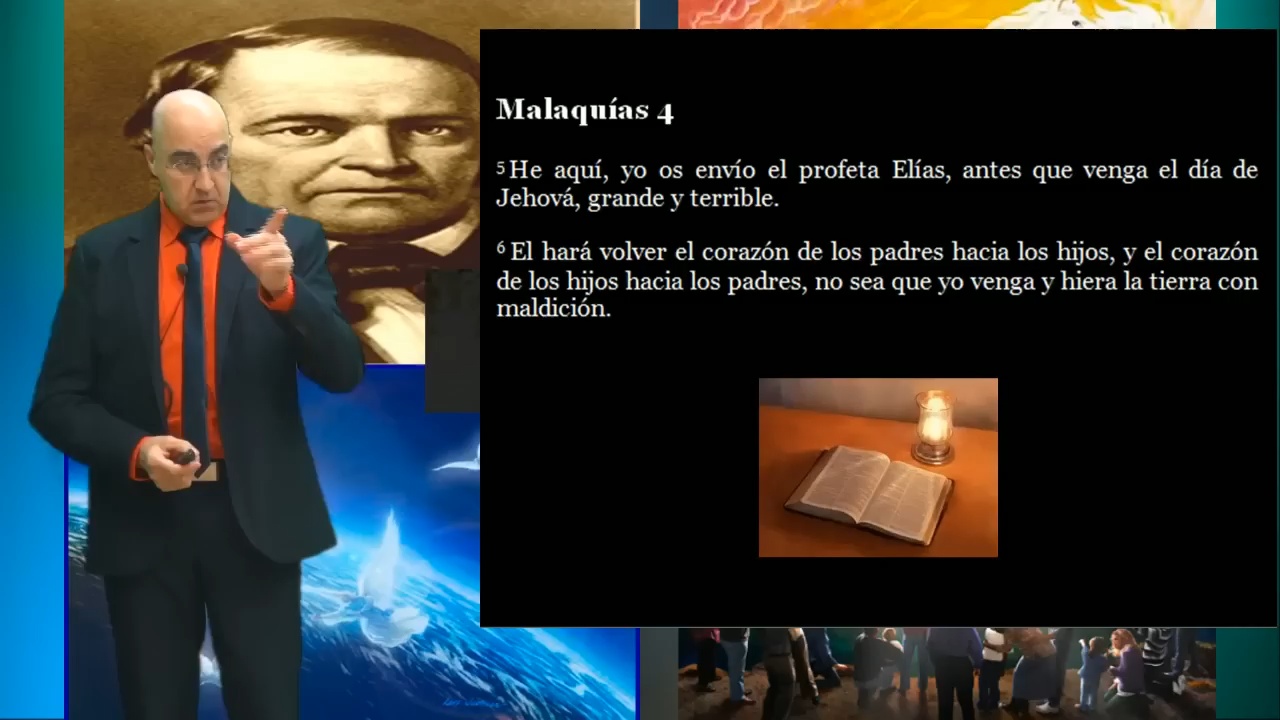 Malaquías 4
5 He aquí, yo os envío el profeta Elías, antes que venga el día de
Jehová, grande y terrible.
6 El hará volver el corazón de los padres hacia los hijos, y el corazón
de los hijos hacia los padres, no sea que yo venga y hiera la tierra con
maldición.